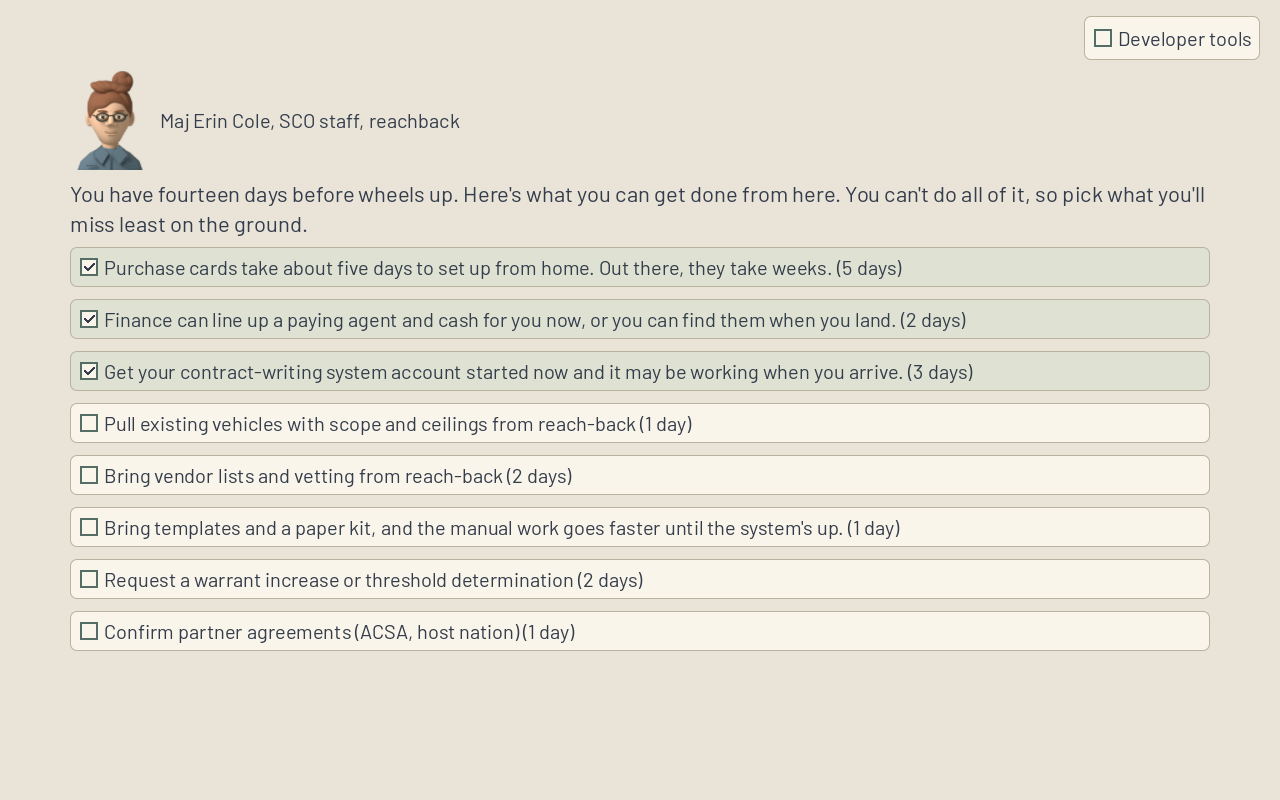 Developer tools
Maj Erin Cole, SCO staff, reachback
You have fourteen days before wheels up. Here's what you can get done from here. You can't do all of it, so pick what you'll
miss least on the ground.
Purchase cards take about five days to set up from home. Out there, they take weeks. (5 days)
Finance can line up a paying agent and cash for you now, or you can find them when you land. (2 days)
Get your contract-writing system account started now and it may be working when you arrive. (3 days)
Pull existing vehicles with scope and ceilings from reach-back (1 day)
Bring vendor lists and vetting from reach-back (2 days)
Bring templates and a paper kit, and the manual work goes faster until the system's up. (1 day)
Request a warrant increase or threshold determination (2 days)
Confirm partner agreements (ACSA, host nation) (1 day)